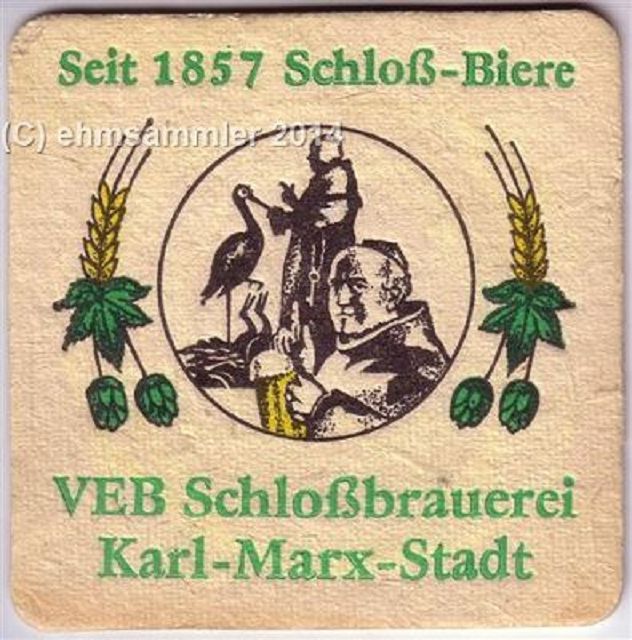 Seit 1857 Schloß-Biere
(C) ehmsammler 2014
VEB Schloßbrauerei
Karl-Marx-Stadt